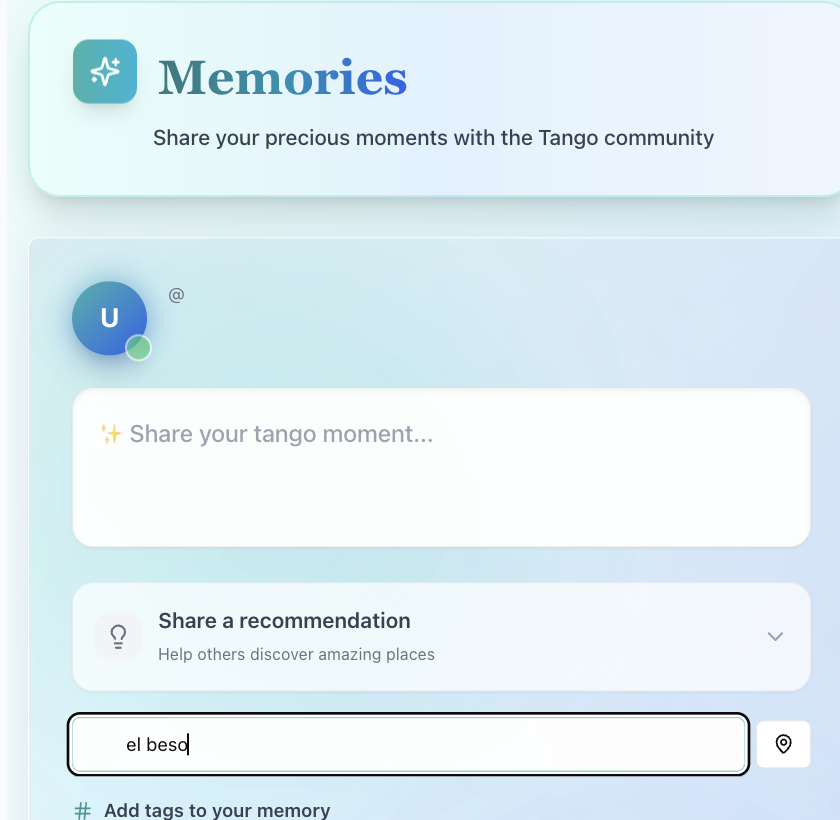 Memories
Share your precious moments with the Tango community
U
@
✨ Share your tango moment...
Share a recommendation
Help others discover amazing places
el beso
# Add tags to your memory